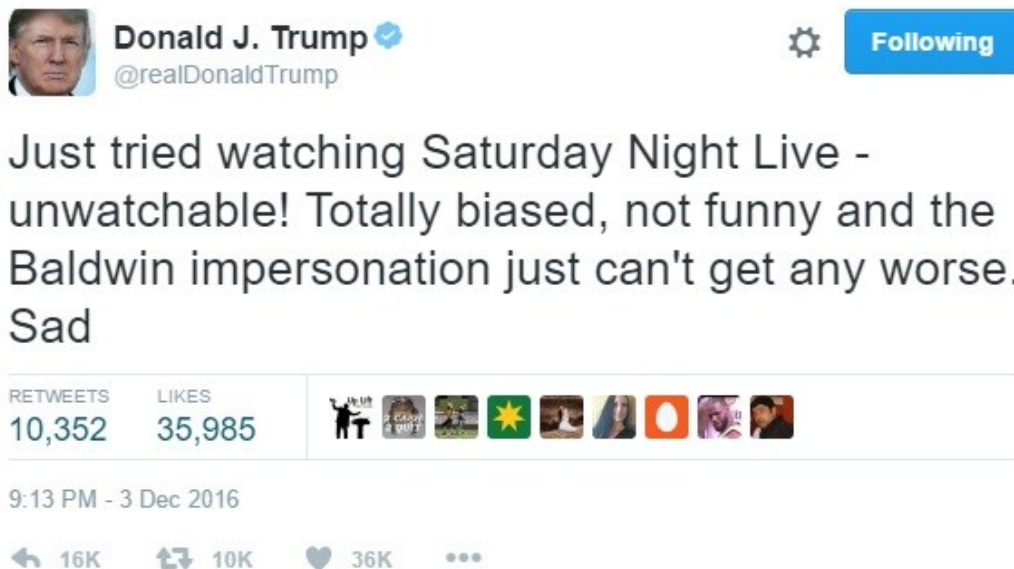 Donald J. Trump
@realDonaldTrump
Following
Just tried watching Saturday Night Live -
unwatchable! Totally biased, not funny and the
Baldwin impersonation just can't get any worse.
Sad
RETWEETS LIKES
10,352 35,985
9:13 PM - 3 Dec 2016
16K 10K 36K